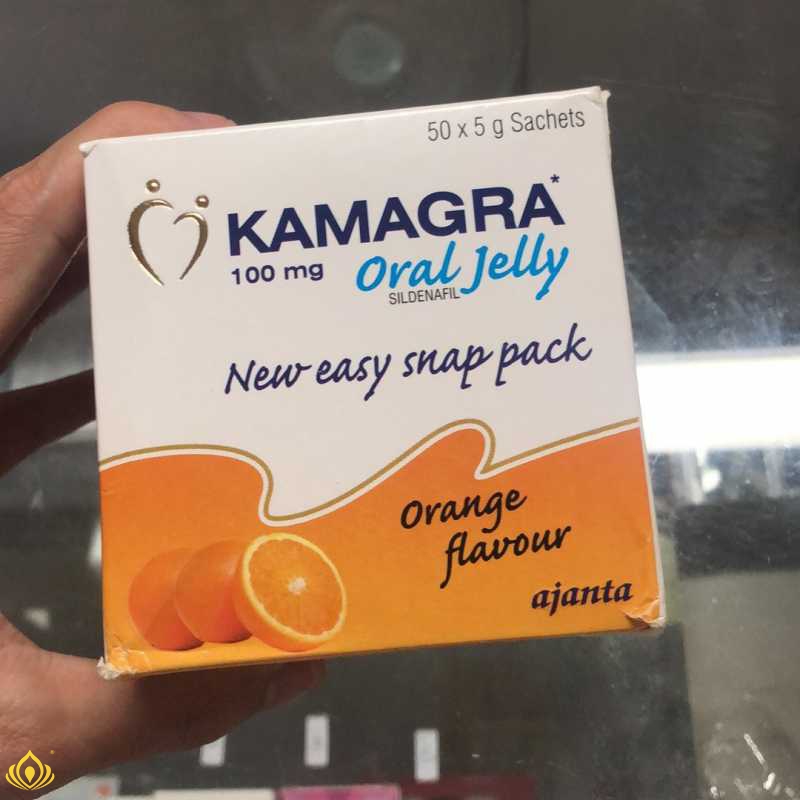 50 x 5 g Sachets
KAMAGRA*
100 mg Oral Jelly
SILDENAFIL
New easy snap pack
Orange
flavour
ajanta